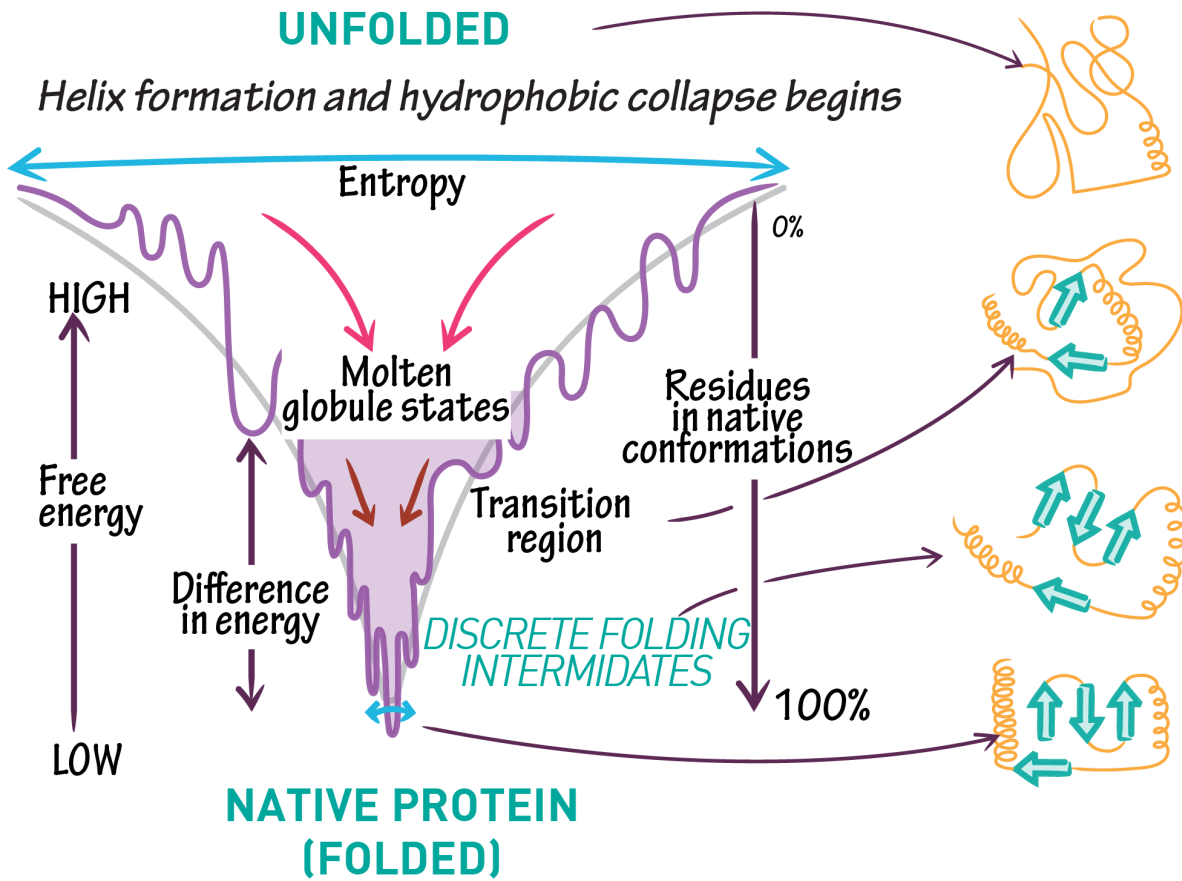 UNFOLDED
Helix formation and hydrophobic collapse begins
Entropy
0%
HIGH
Molten
globule states
Residues
in native
conformations
Free
energy
Transition
region
Difference
in energy
DISCRETE FOLDING
INTERMIDATES
100%
LOW
NATIVE PROTEIN
(FOLDED)